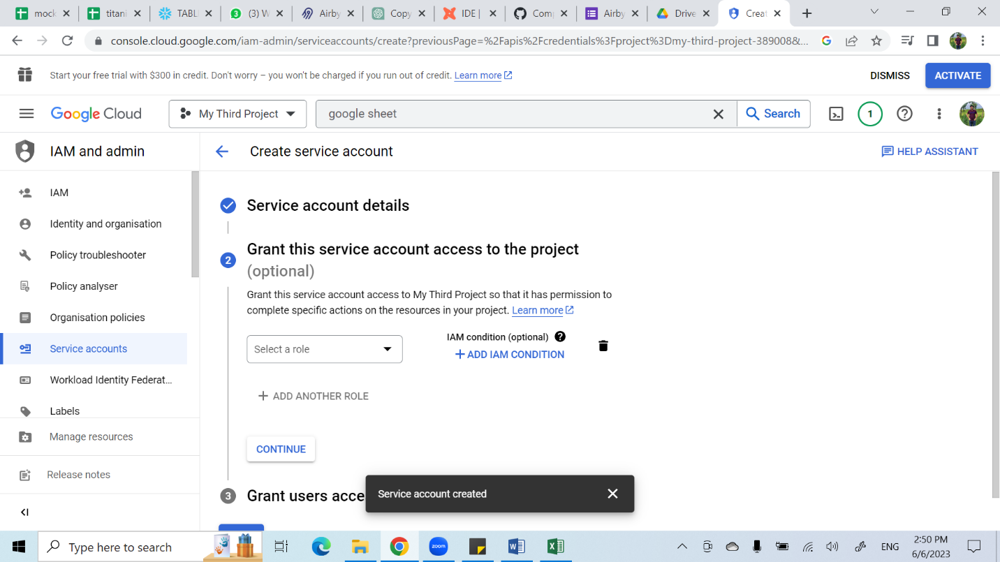 mock
titani
TABL
(3) W
Airby
Copy
IDE |
Comp
Airby
Drive
Creat
console.cloud.google.com/iam-admin/serviceaccounts/create?previousPage=%2Fapis%2Fcredentials%3Fproject%3Dmy-third-project-389008&...
Start your free trial with $300 in credit. Don't worry – you won't be charged if you run out of credit. Learn more
DISMISS
ACTIVATE
Google Cloud
My Third Project
google sheet
Search
1
IAM and admin
Create service account
HELP ASSISTANT
IAM
Identity and organisation
Policy troubleshooter
Policy analyser
Organisation policies
Service accounts
Workload Identity Federat...
Labels
Manage resources
Release notes
Service account details
2
Grant this service account access to the project
(optional)
Grant this service account access to My Third Project so that it has permission to
complete specific actions on the resources in your project. Learn more
Select a role
IAM condition (optional)
+ ADD IAM CONDITION
+ ADD ANOTHER ROLE
CONTINUE
3
Grant users acce
Service account created
Type here to search
zoom
ENG
2:50 PM
6/6/2023